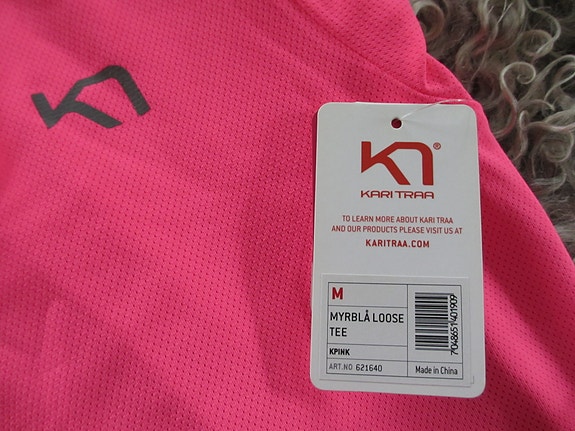 KARI TRAA®
TO LEARN MORE ABOUT KARI TRAA
AND OUR PRODUCTS PLEASE VISIT US AT
KARITRAA.COM
M
MYRBLÅ LOOSE
TEE
KPINK
ART.NO 621640
7048651401909
Made in China